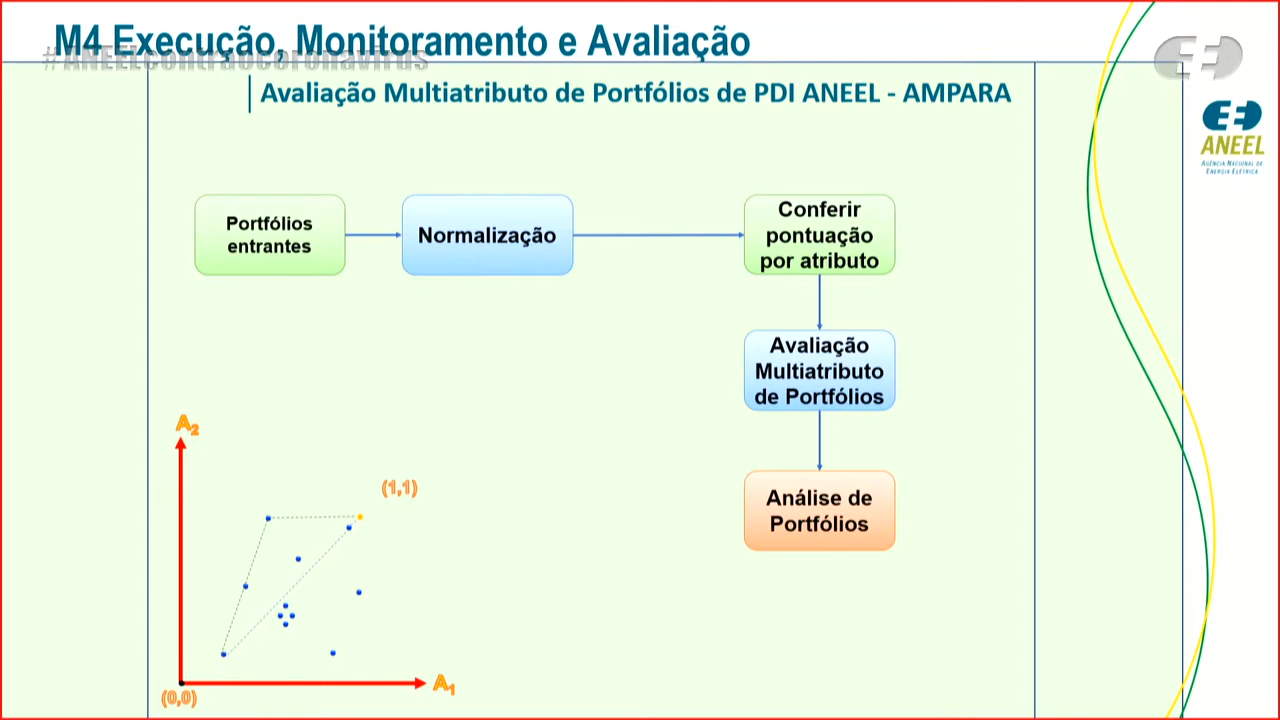 M4 Execução, Monitoramento e Avaliação
#ANEELcontraocoronavirus
Avaliação Multiatributo de Portfólios de PDI ANEEL - AMPARA
ANEEL
AGÊNCIA NACIONAL DE
ENERGIA ELÉTRICA
Portfólios
entrantes
Normalização
Conferir
pontuação
por atributo
Avaliação
Multiatributo
de Portfólios
Análise de
Portfólios
A2
(1,1)
(0,0)
A1